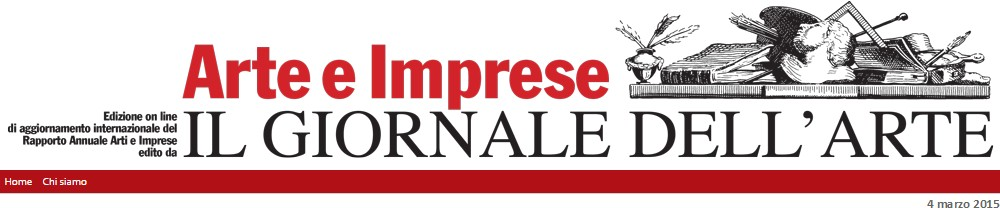 Arte e Imprese
Edizione on line
di aggiornamento internazionale del
Rapporto Annuale Arti e Imprese
edito da
IL GIORNALE DELL'ARTE
Home Chi siamo
4 marzo 2015